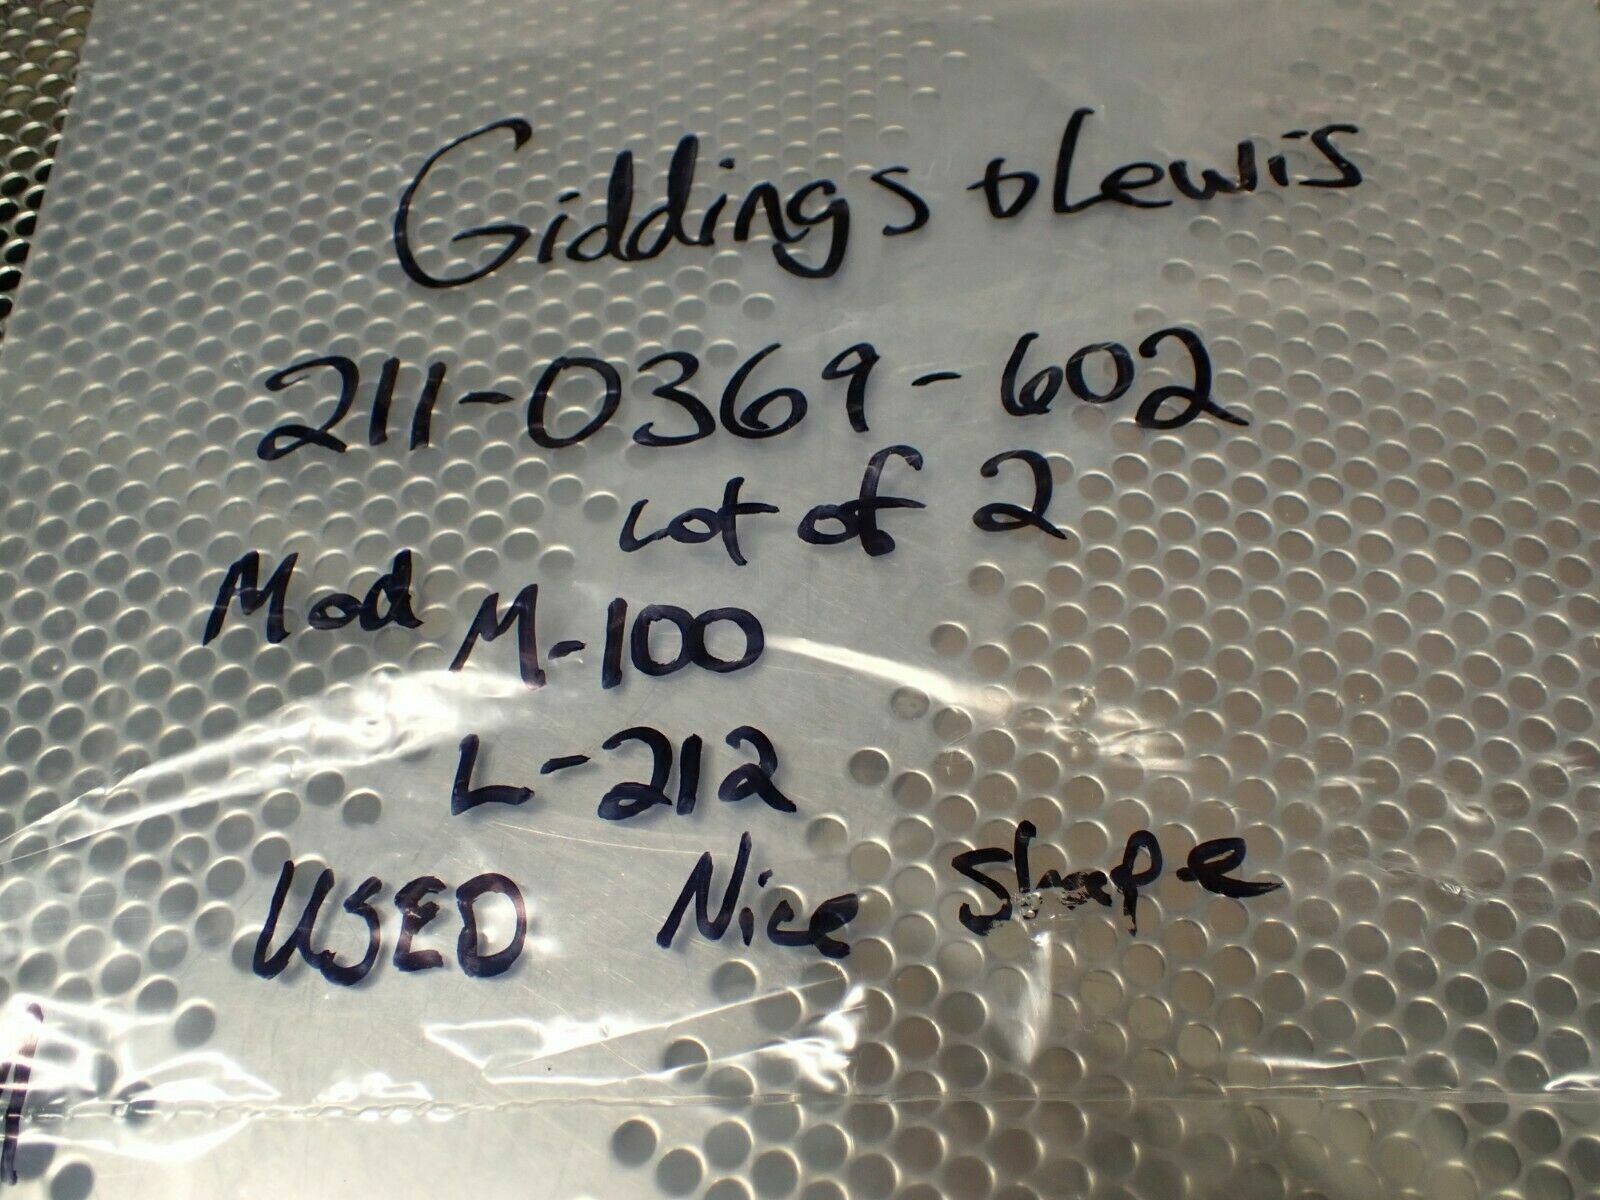 Giddings & Lewis
211-0369-602
Lot of 2
Mod M-100
L-212
USED Nice Shape